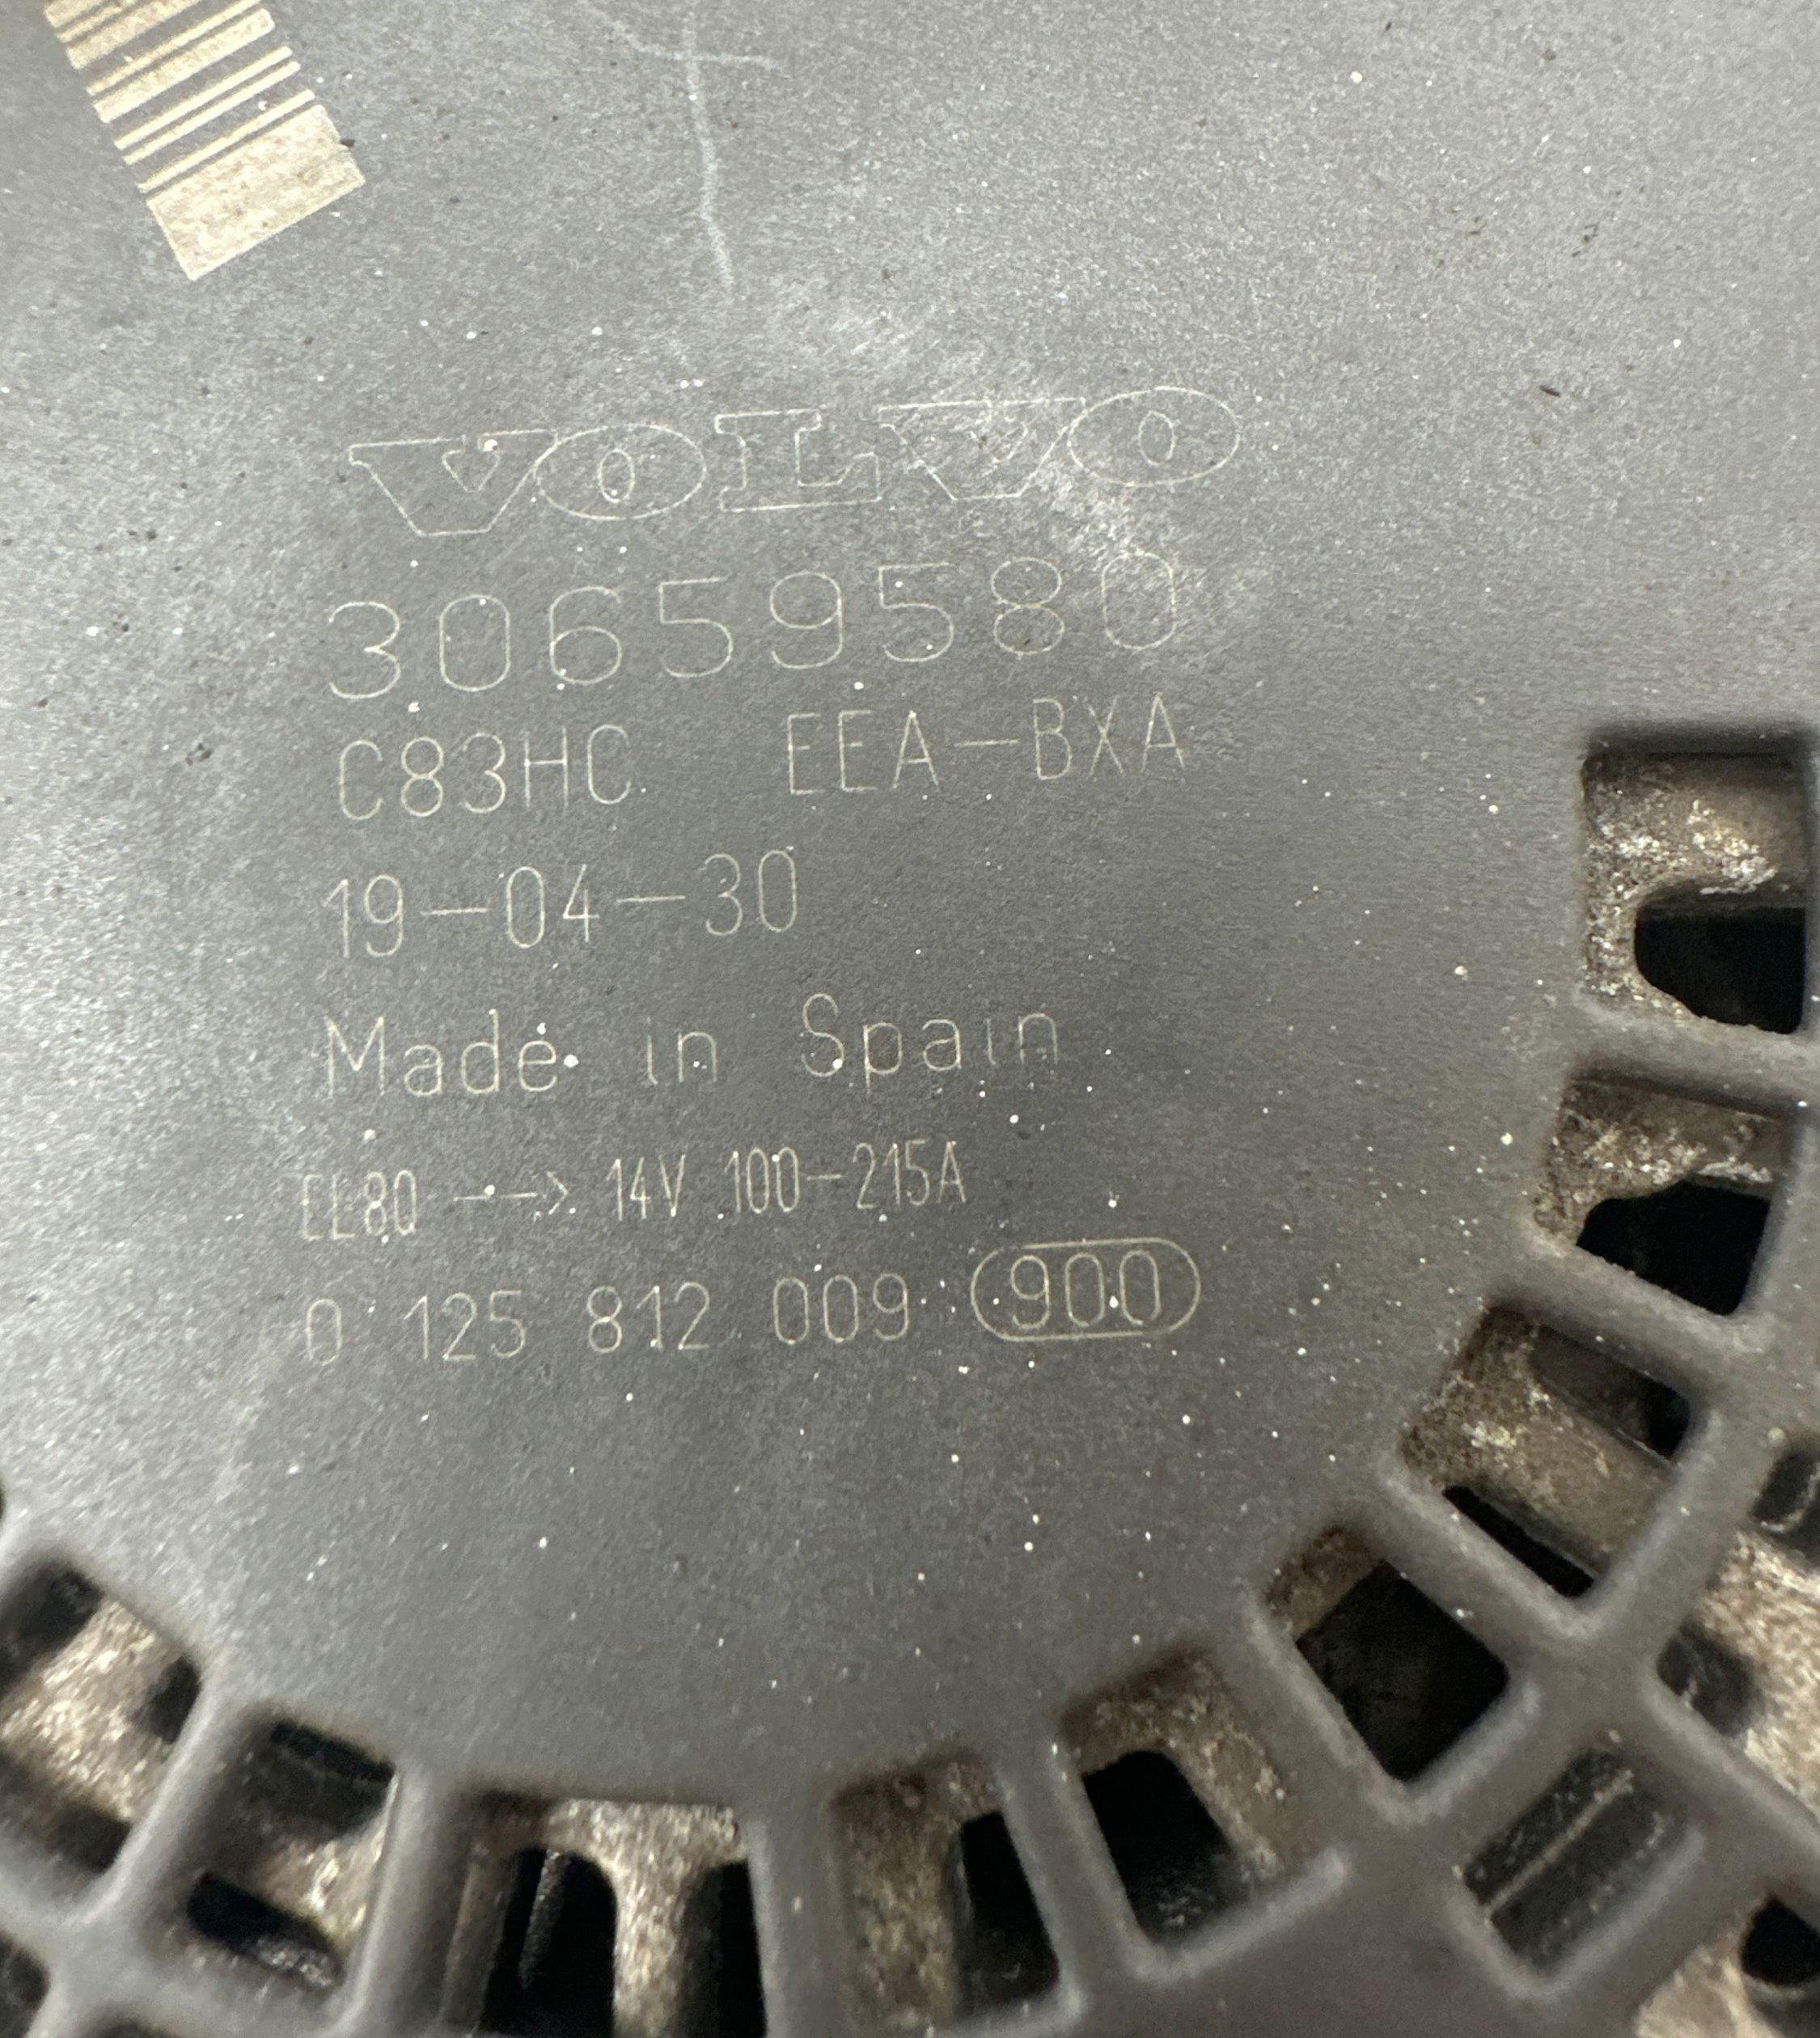 VOLVO
30659580
C83HC EEA-BXA
19-04-30
Made in Spain
EL80 --> 14V 100-215A
0 125 812 009 900